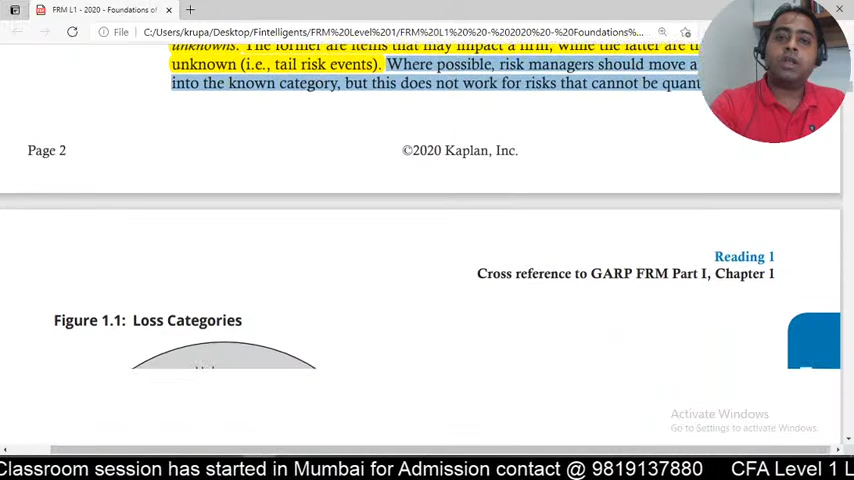 FRM L1 - 2020 - Foundations of
File
C:/Users/krupa/Desktop/Fintelligents/FRM%20Level%201/FRM%20L1%20-%202020%20-%20Foundations%
unknowns. The former are items that may impact a firm, while the latter are
unknown (i.e., tail risk events). Where possible, risk managers should move a
into the known category, but this does not work for risks that cannot be quan
Page 2
©2020 Kaplan, Inc.
Reading 1
Cross reference to GARP FRM Part I, Chapter 1
Figure 1.1: Loss Categories
Activate Windows
Go to Settings to activate Windows.
Classroom session has started in Mumbai for Admission contact @ 9819137880 CFA Level 1 L